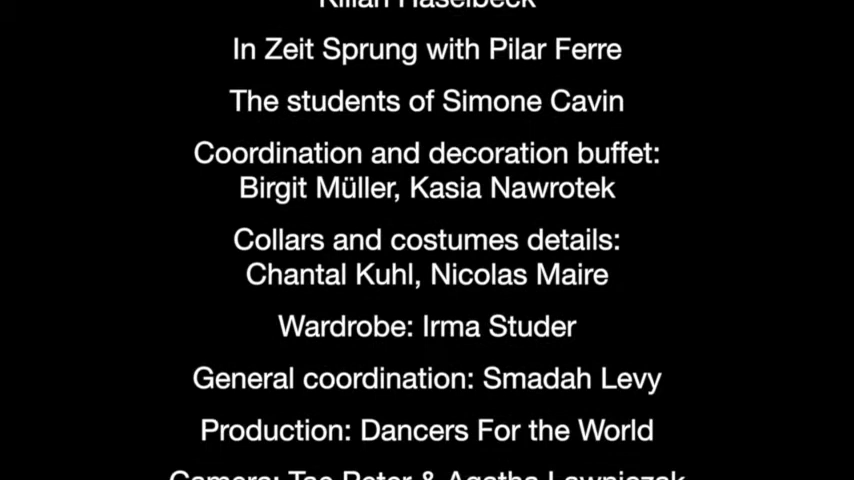 Kilian Haselbeck
In Zeit Sprung with Pilar Ferre
The students of Simone Cavin
Coordination and decoration buffet:
Birgit Müller, Kasia Nawrotek
Collars and costumes details:
Chantal Kuhl, Nicolas Maire
Wardrobe: Irma Studer
General coordination: Smadah Levy
Production: Dancers For the World
Camera: Tao Peter & Agatha Lawniczak